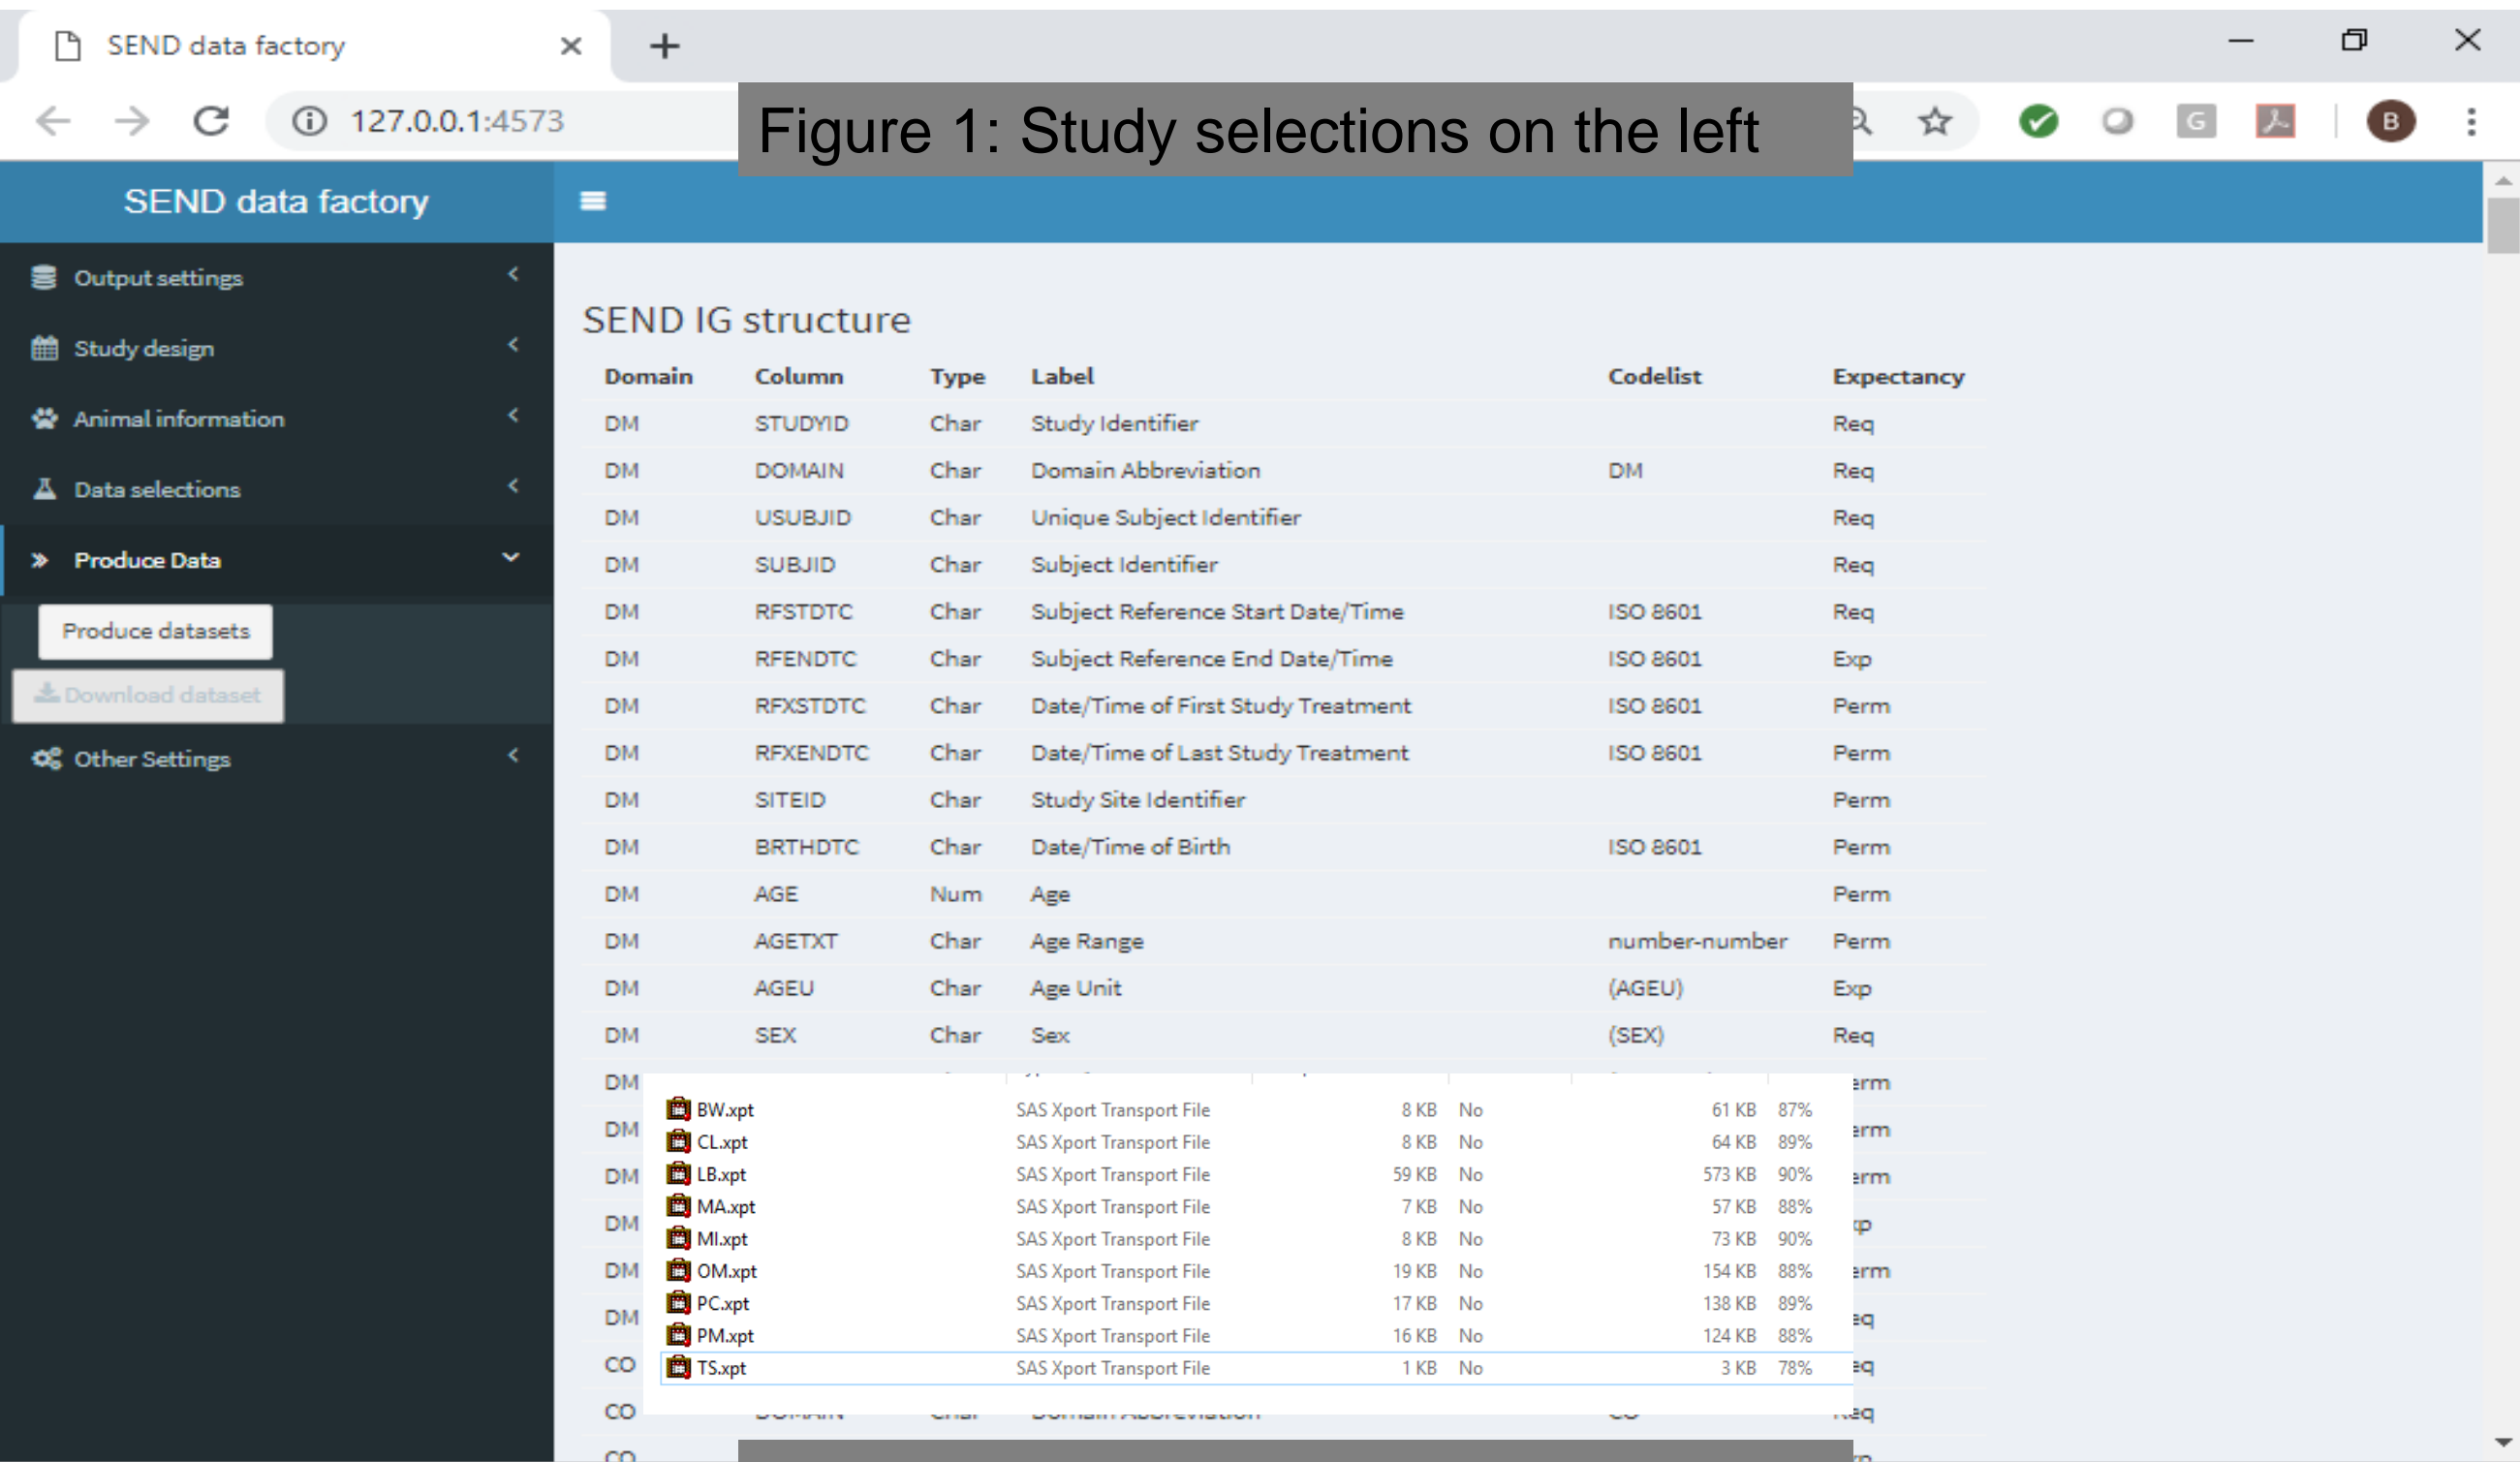 SEND data factory
127.0.0.1:4573
Figure 1: Study selections on the left
G
B
SEND data factory
Output settings
Study design
Animal information
Data selections
Produce Data
Produce datasets
Download dataset
Other Settings
SEND IG structure
Domain Column Type Label Codelist Expectancy
DM STUDYID Char Study Identifier Req
DM DOMAIN Char Domain Abbreviation DM Req
DM USUBJID Char Unique Subject Identifier Req
DM SUBJID Char Subject Identifier Req
DM RFSTDTC Char Subject Reference Start Date/Time ISO 8601 Req
DM RFENDTC Char Subject Reference End Date/Time ISO 8601 Exp
DM RFXSTDTC Char Date/Time of First Study Treatment ISO 8601 Perm
DM RFXENDTC Char Date/Time of Last Study Treatment ISO 8601 Perm
DM SITEID Char Study Site Identifier Perm
DM BRTHDTC Char Date/Time of Birth ISO 8601 Perm
DM AGE Num Age Perm
DM AGETXT Char Age Range number-number Perm
DM AGEU Char Age Unit (AGEU) Exp
DM SEX Char Sex (SEX) Req
DM
DM
DM
DM
DM
DM
CO
CO
BW.xpt SAS Xport Transport File 8 KB No 61 KB 87%
CL.xpt SAS Xport Transport File 8 KB No 64 KB 89%
LB.xpt SAS Xport Transport File 59 KB No 573 KB 90%
MA.xpt SAS Xport Transport File 7 KB No 57 KB 88%
MI.xpt SAS Xport Transport File 8 KB No 73 KB 90%
OM.xpt SAS Xport Transport File 19 KB No 154 KB 88%
PC.xpt SAS Xport Transport File 17 KB No 138 KB 89%
PM.xpt SAS Xport Transport File 16 KB No 124 KB 88%
TS.xpt SAS Xport Transport File 1 KB No 3 KB 78%